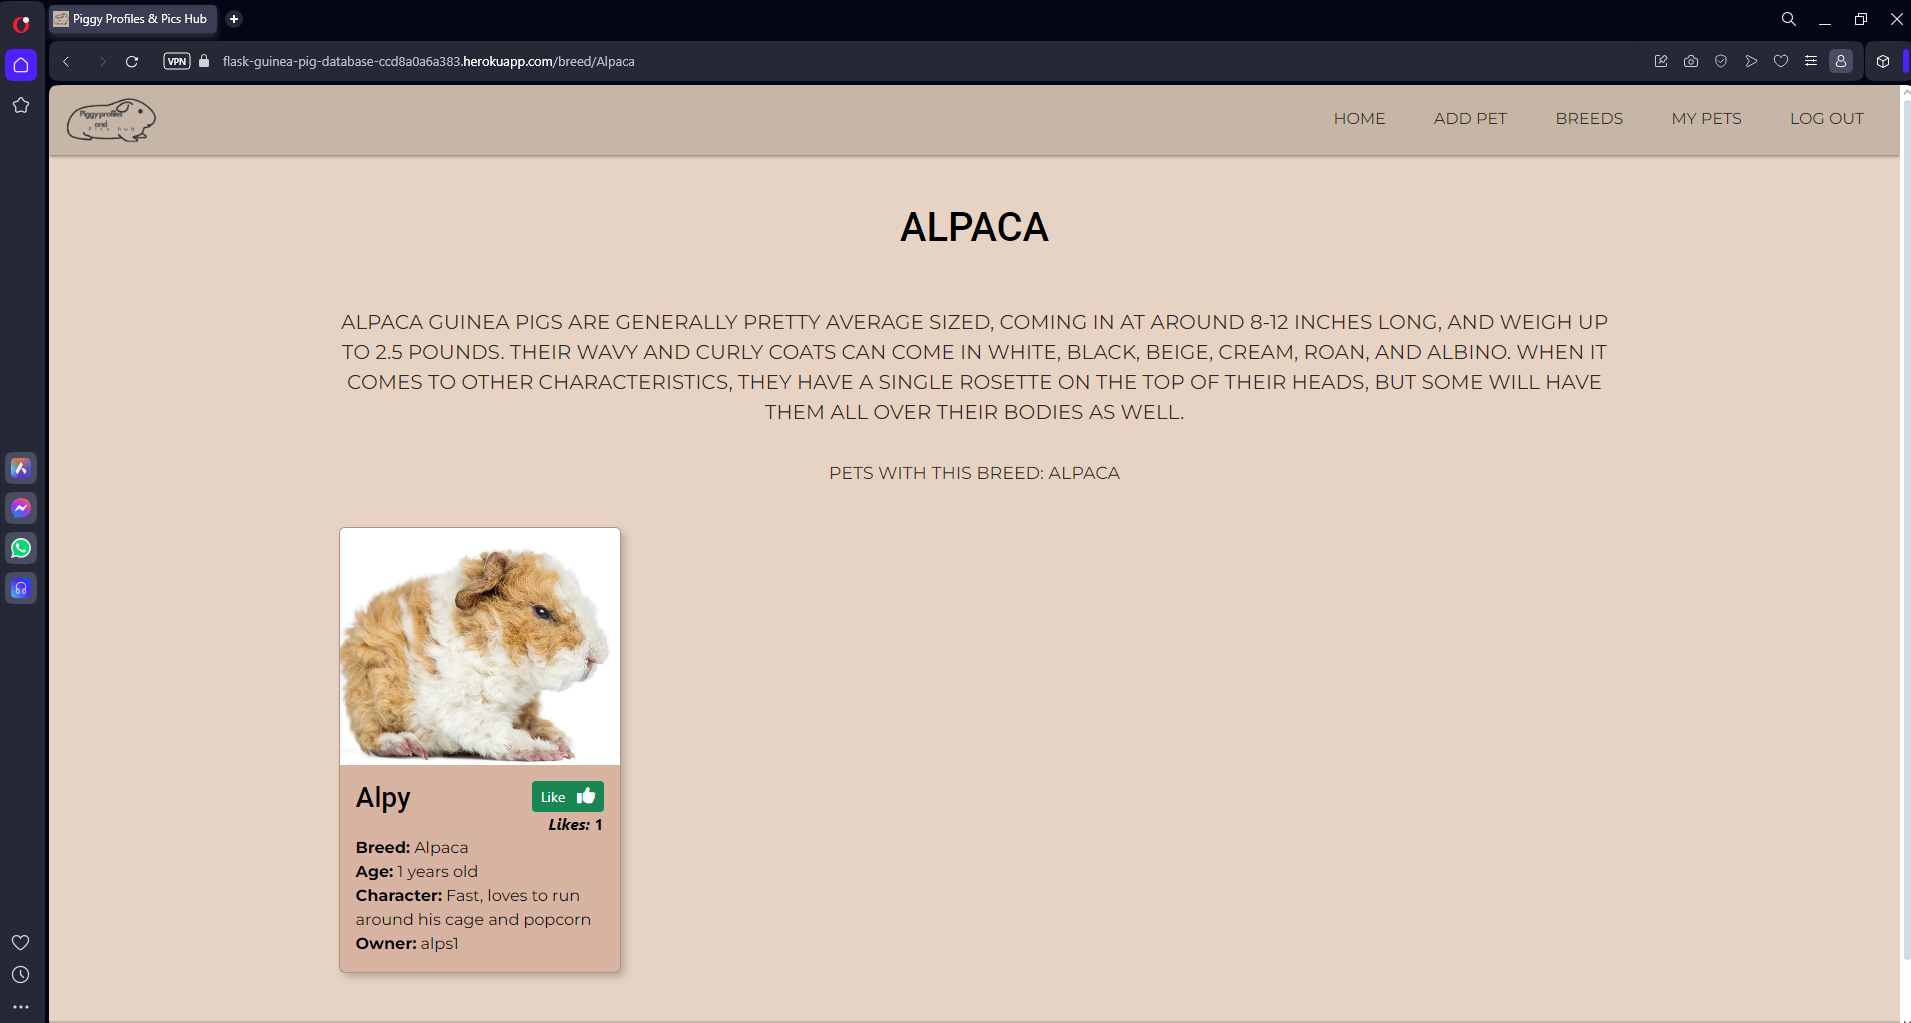 Piggy Profiles & Pics Hub
VPN
flask-guinea-pig-database-ccd8a0a6a383.herokuapp.com/breed/Alpaca
Piggy profiles
and
Pics hub
HOME
ADD PET
BREEDS
MY PETS
LOG OUT
ALPACA
ALPACA GUINEA PIGS ARE GENERALLY PRETTY AVERAGE SIZED, COMING IN AT AROUND 8-12 INCHES LONG, AND WEIGH UP
TO 2.5 POUNDS. THEIR WAVY AND CURLY COATS CAN COME IN WHITE, BLACK, BEIGE, CREAM, ROAN, AND ALBINO. WHEN IT
COMES TO OTHER CHARACTERISTICS, THEY HAVE A SINGLE ROSETTE ON THE TOP OF THEIR HEADS, BUT SOME WILL HAVE
THEM ALL OVER THEIR BODIES AS WELL.
PETS WITH THIS BREED: ALPACA
Alpy
Like
Likes: 1
Breed: Alpaca
Age: 1 years old
Character: Fast, loves to run
around his cage and popcorn
Owner: alps1